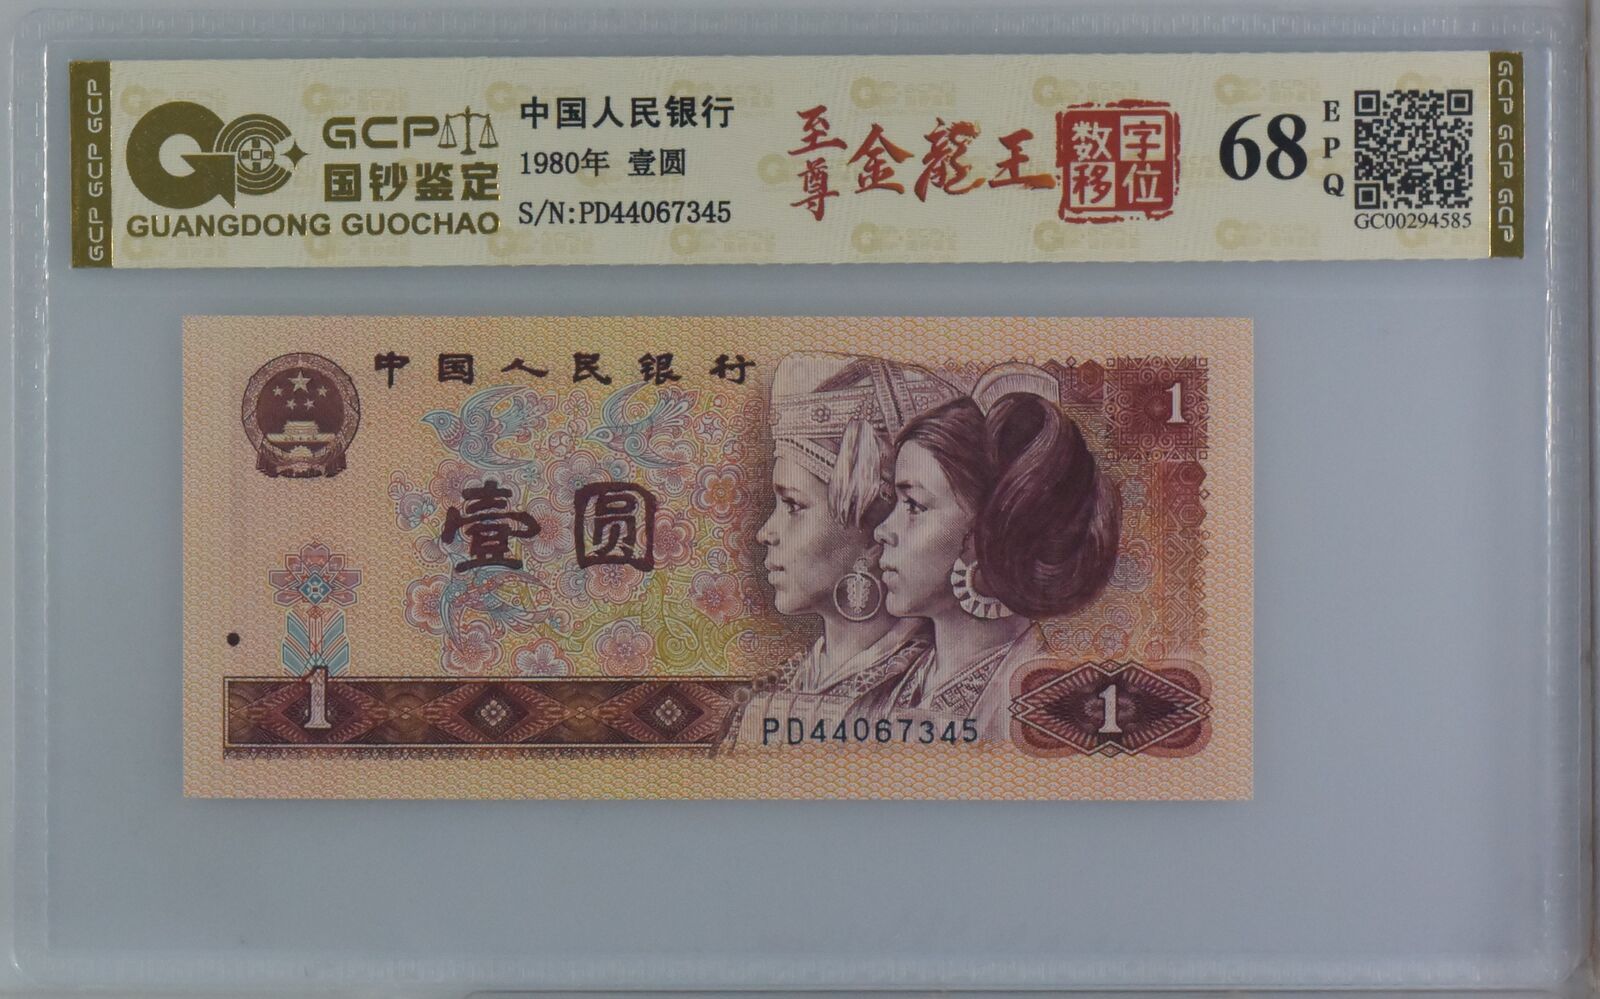 GCP GCP GCP
GCP
国钞鉴定
GUANGDONG GUOCHAO
中国人民银行
1980年 壹圆
S/N:PD44067345
至尊
金龍王
数字
移位
68
EPQ
GC00294585
GCP GCP GCP
中国人民银行
1
壹圆
1
PD44067345
1